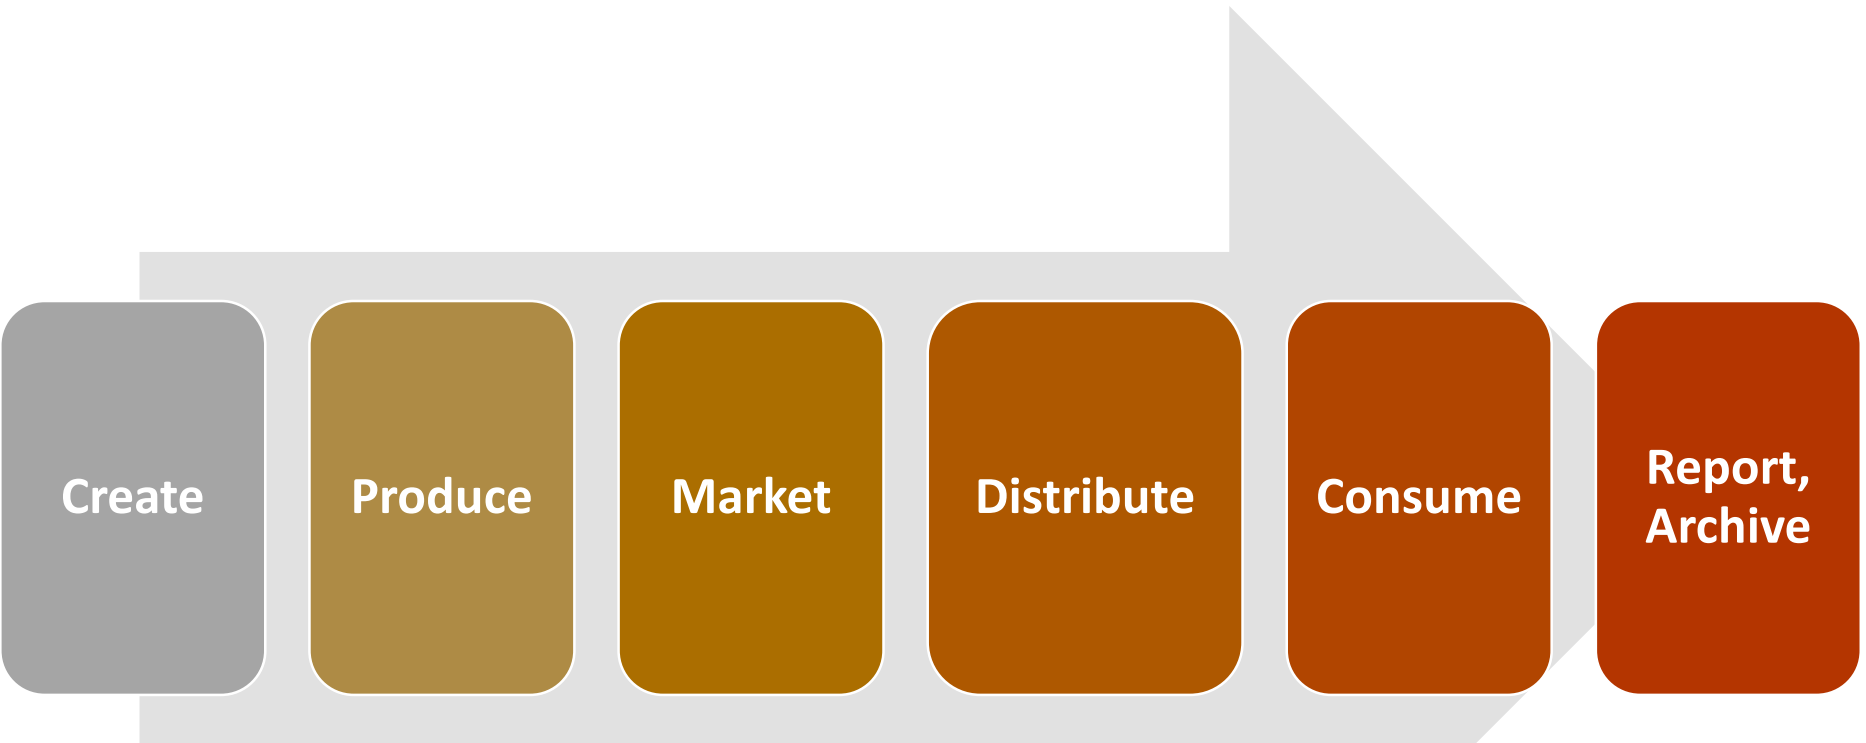 Create
Produce
Market
Distribute
Consume
Report,
Archive